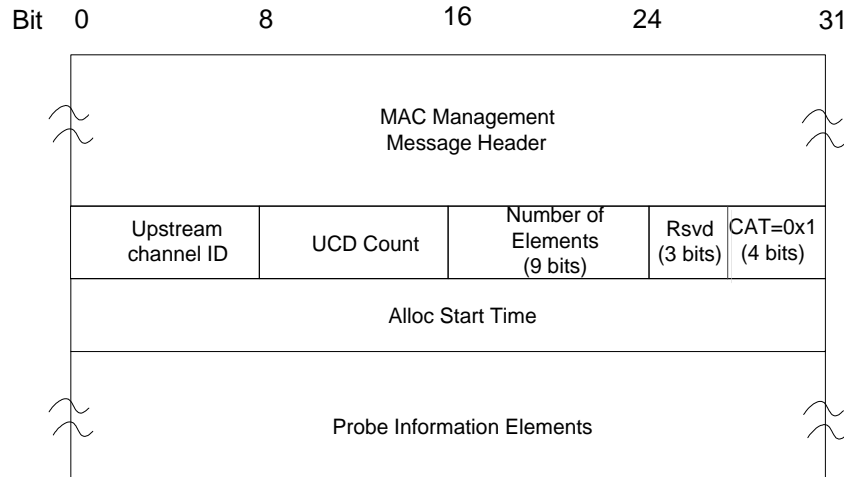 Bit 0 8 16 24 31
MAC Management
Message Header
Upstream
channel ID
UCD Count
Number of
Elements
(9 bits)
Rsvd
(3 bits)
CAT=0x1
(4 bits)
Alloc Start Time
Probe Information Elements